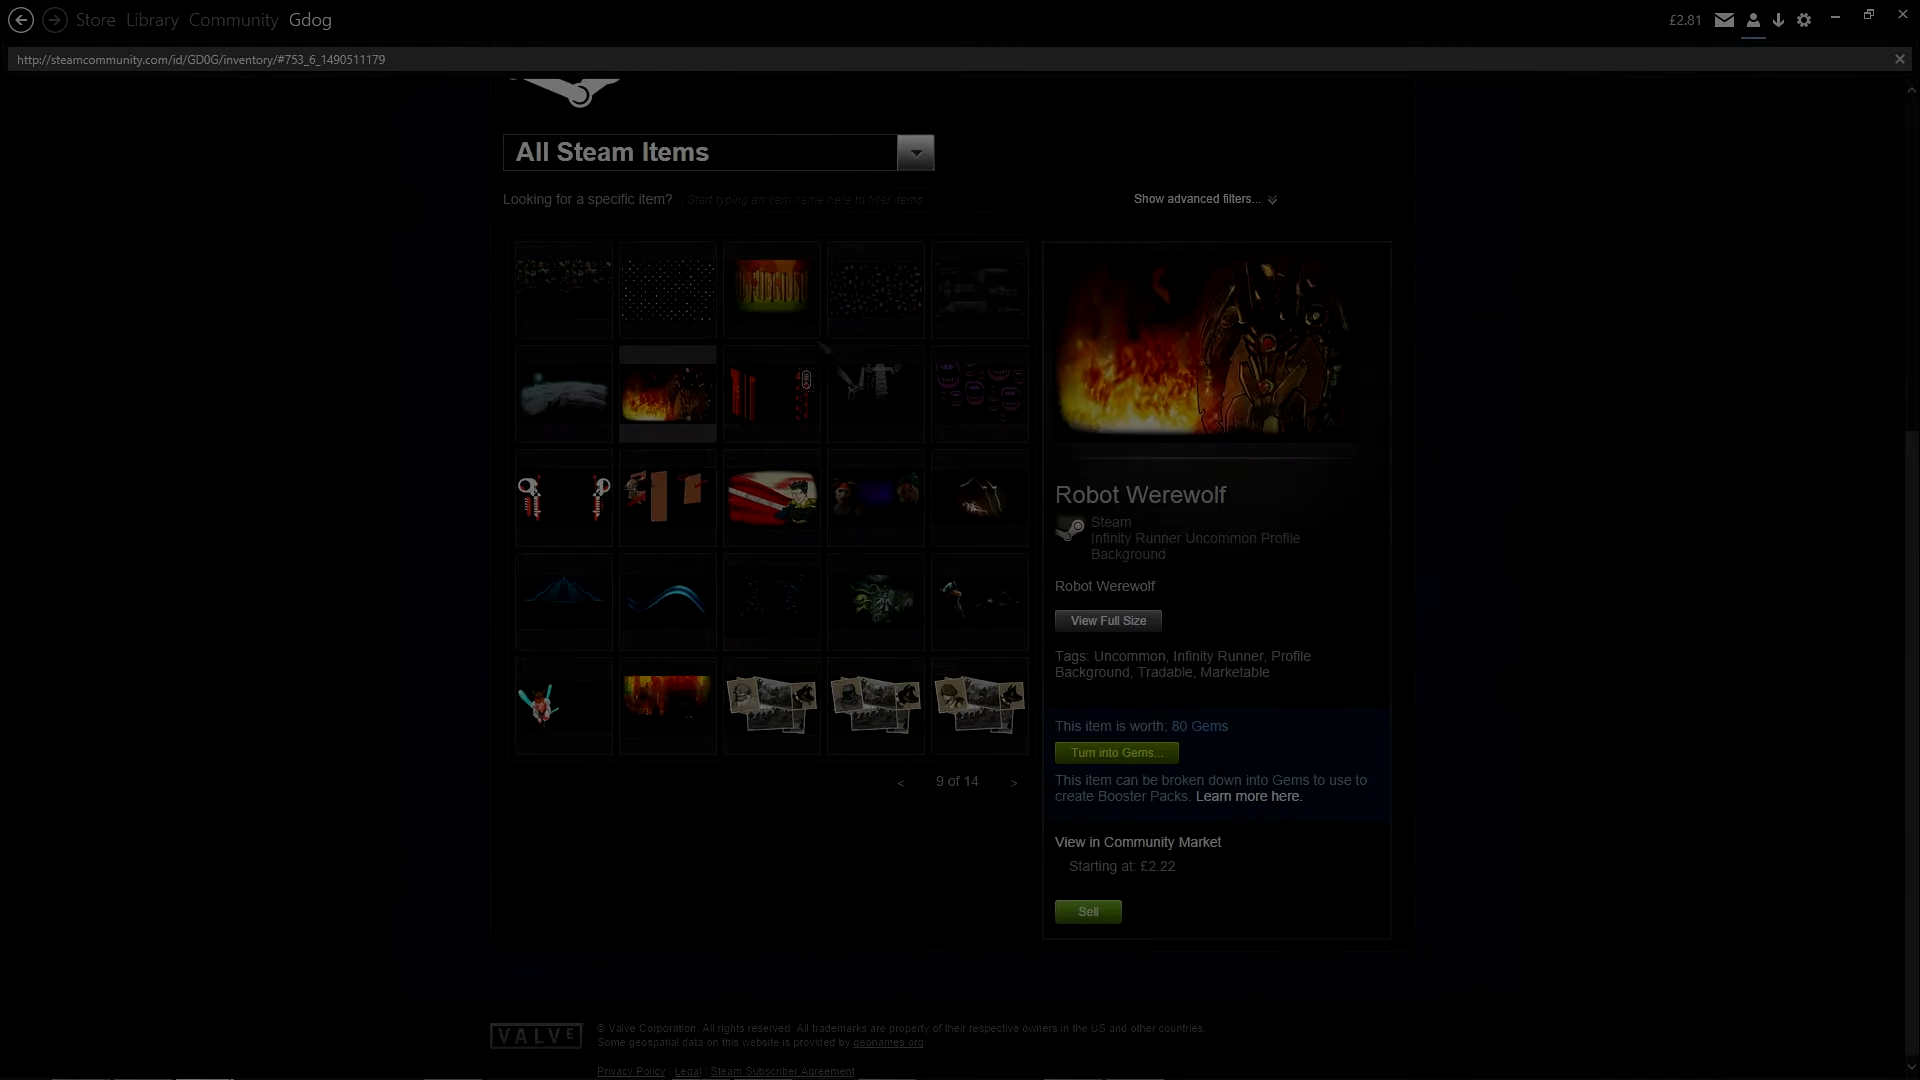 Store Library Community Gdog
£2.81
http://steamcommunity.com/id/GD0G/inventory/#753_6_1490511179
All Steam Items
Looking for a specific item? Start typing an item name here to filter items
Show advanced filters...
Robot Werewolf
Steam
Infinity Runner Uncommon Profile
Background
Robot Werewolf
View Full Size
Tags: Uncommon, Infinity Runner, Profile
Background, Tradable, Marketable
This item is worth: 80 Gems
Turn into Gems...
This item can be broken down into Gems to use to
create Booster Packs. Learn more here.
< 9 of 14 >
View in Community Market
Starting at: £2.22
Sell
VALVE
© Valve Corporation. All rights reserved. All trademarks are property of their respective owners in the US and other countries.
Some geospatial data on this website is provided by geonames.org
Privacy Policy | Legal | Steam Subscriber Agreement